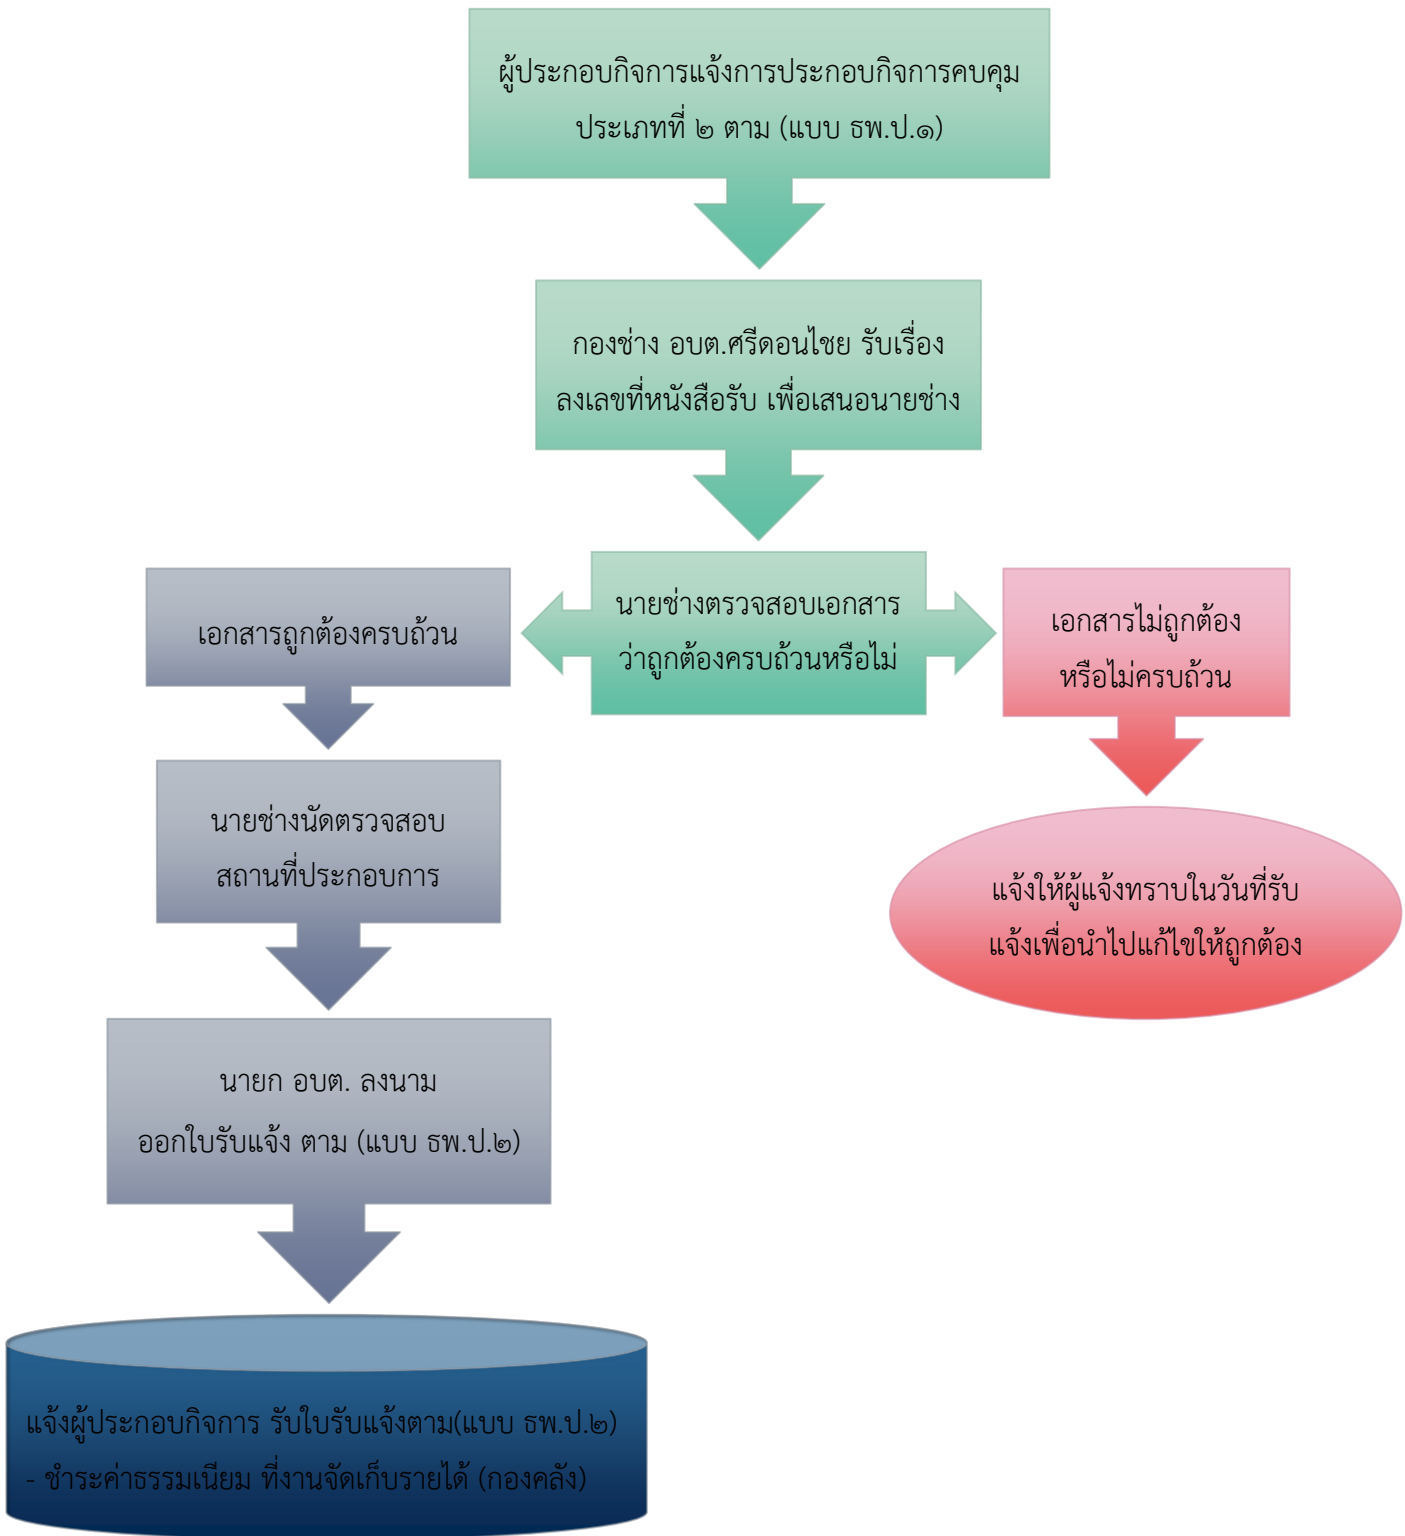 ผู้ประกอบกิจการแจ้งการประกอบกิจการคบคุม
ประเภทที่ ๒ ตาม (แบบ ธพ.ป.๑)
กองช่าง อบต.ศรีดอนไชย รับเรื่อง
ลงเลขที่หนังสือรับ เพื่อเสนอนายช่าง
นายช่างตรวจสอบเอกสาร
ว่าถูกต้องครบถ้วนหรือไม่
เอกสารถูกต้องครบถ้วน
เอกสารไม่ถูกต้อง
หรือไม่ครบถ้วน
นายช่างนัดตรวจสอบ
สถานที่ประกอบการ
แจ้งให้ผู้แจ้งทราบในวันที่รับ
แจ้งเพื่อนำไปแก้ไขให้ถูกต้อง
นายก อบต. ลงนาม
ออกใบรับแจ้ง ตาม (แบบ ธพ.ป.๒)
แจ้งผู้ประกอบกิจการ รับใบรับแจ้งตาม(แบบ ธพ.ป.๒)
- ชำระค่าธรรมเนียม ที่งานจัดเก็บรายได้ (กองคลัง)